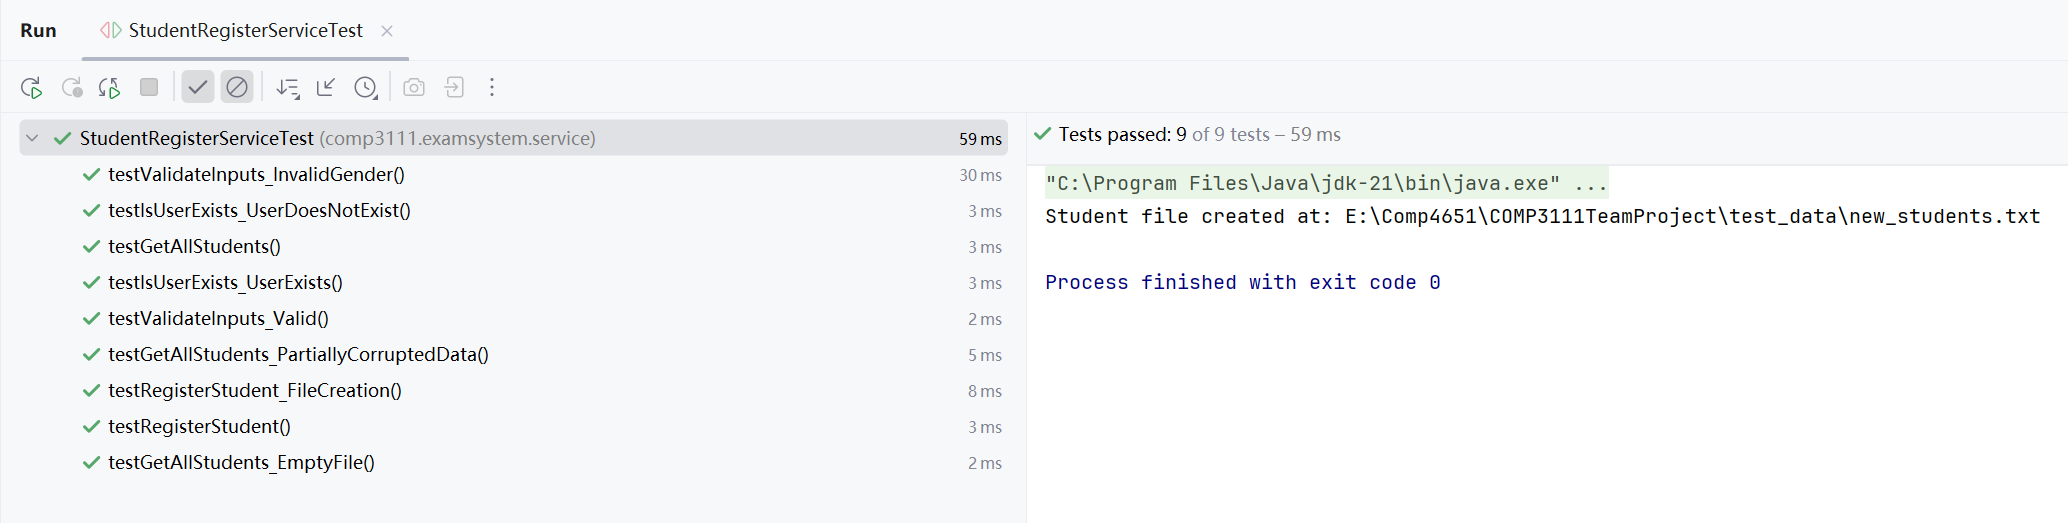 Run StudentRegisterServiceTest
StudentRegisterServiceTest (comp3111.examsystem.service) 59 ms
testValidateInputs_InvalidGender() 30 ms
testIsUserExists_UserDoesNotExist() 3 ms
testGetAllStudents() 3 ms
testIsUserExists_UserExists() 3 ms
testValidateInputs_Valid() 2 ms
testGetAllStudents_PartiallyCorruptedData() 5 ms
testRegisterStudent_FileCreation() 8 ms
testRegisterStudent() 3 ms
testGetAllStudents_EmptyFile() 2 ms
Tests passed: 9 of 9 tests – 59 ms
"C:\Program Files\Java\jdk-21\bin\java.exe" ...
Student file created at: E:\Comp4651\COMP3111TeamProject\test_data\new_students.txt
Process finished with exit code 0